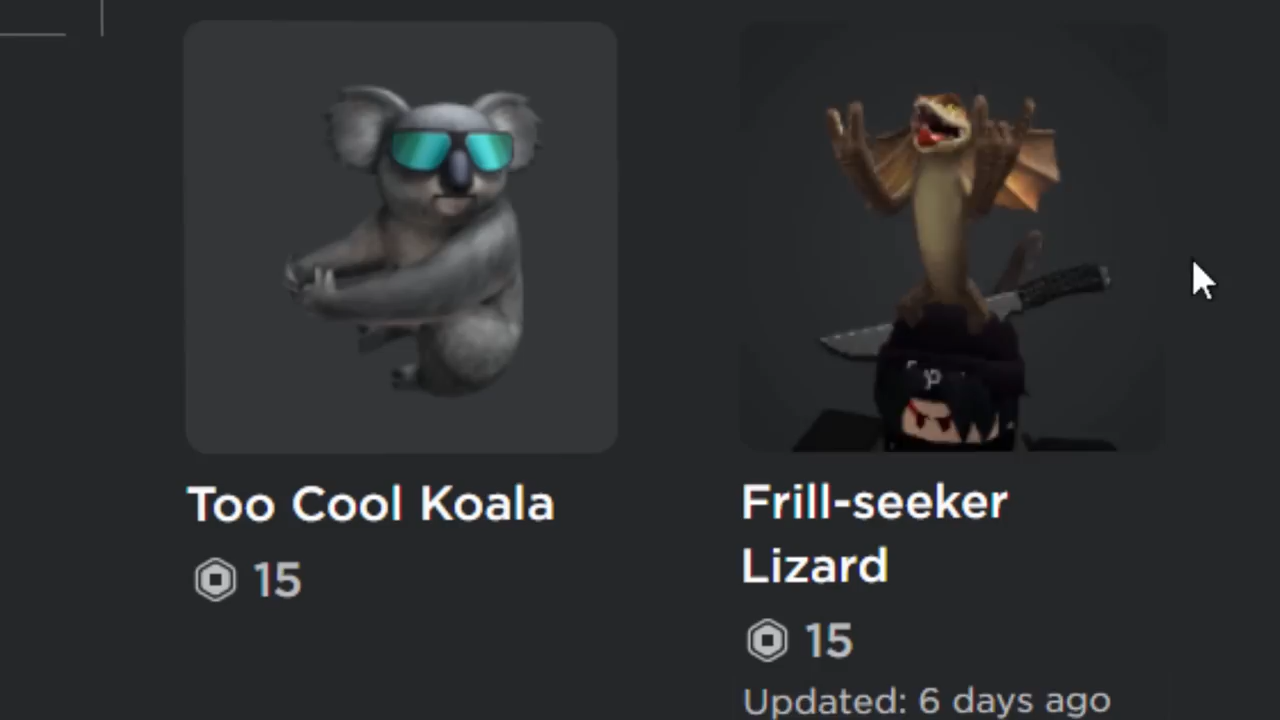 Too Cool Koala
15
Frill-seeker
Lizard
15
Updated: 6 days ago